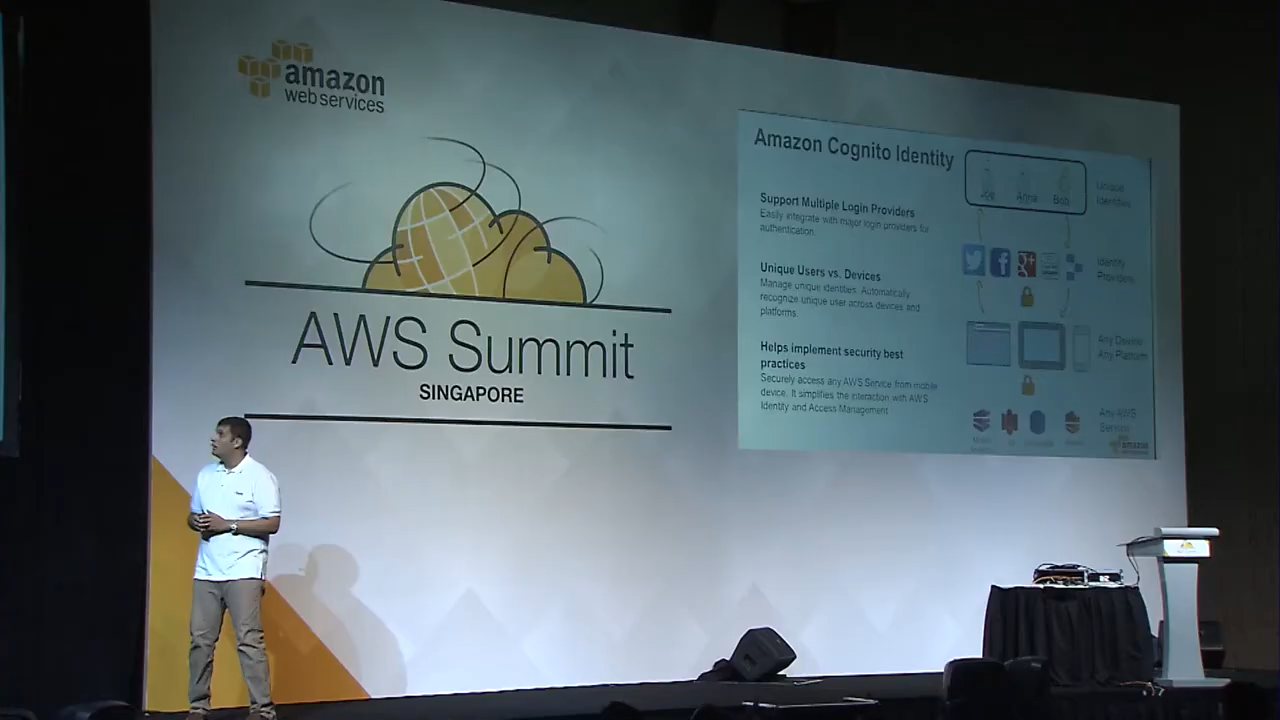 amazon
webservices
AWS Summit
SINGAPORE
Amazon Cognito Identity
Support Multiple Login Providers
Easily integrate with major login providers for
authentication.
Unique Users vs. Devices
Manage unique identities. Automatically
recognize unique user across devices and
platforms.
Helps implement security best
practices
Securely access any AWS Service from mobile
device. It simplifies the interaction with AWS
Identity and Access Management
Joe
Anna
Bob
Unique
Identities
Identity
Providers
Any Device
Any Platform
Any AWS
Service
amazon